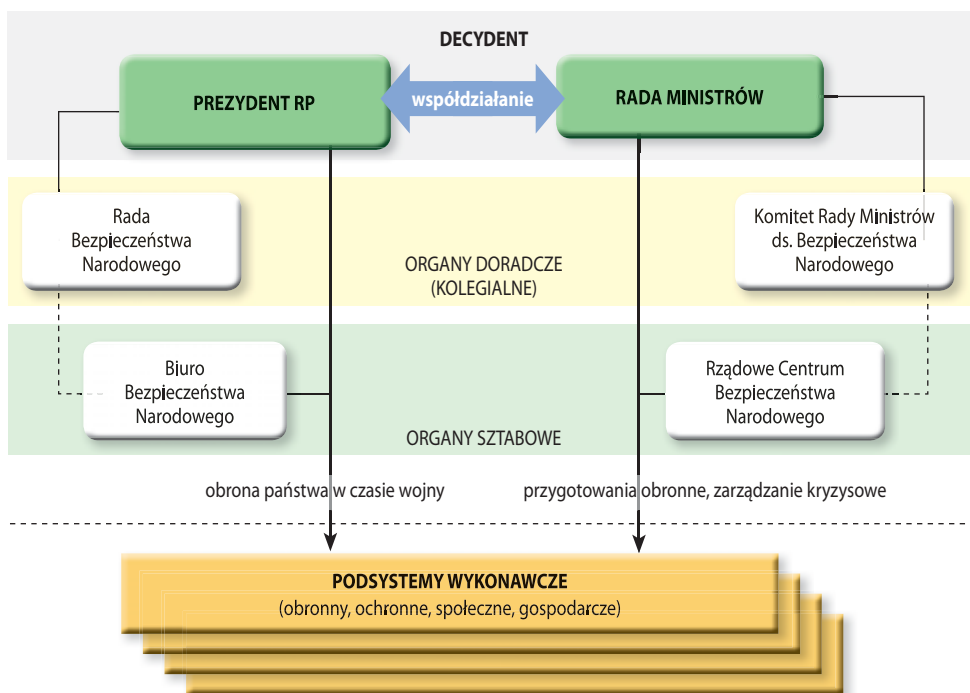 DECYDENT
PREZYDENT RP
współdziałanie
RADA MINISTRÓW
Rada
Bezpieczeństwa
Narodowego
ORGANY DORADCZE
(KOLEGIALNE)
Komitet Rady Ministrów
ds. Bezpieczeństwa
Narodowego
Biuro
Bezpieczeństwa
Narodowego
ORGANY SZTABOWE
Rządowe Centrum
Bezpieczeństwa
Narodowego
obrona państwa w czasie wojny
przygotowania obronne, zarządzanie kryzysowe
PODSYSTEMY WYKONAWCZE
(obronny, ochronne, społeczne, gospodarcze)